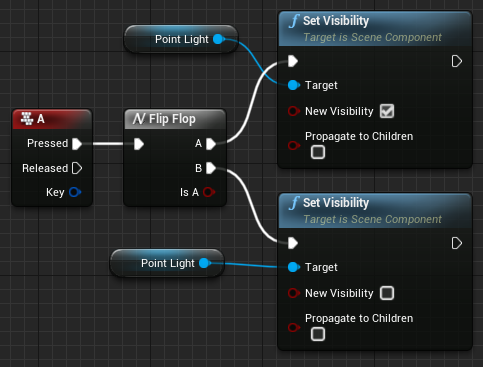 Point Light
Set Visibility
Target is Scene Component
Target
New Visibility
Propagate to Children
A
Pressed
Released
Key
Flip Flop
A
B
Is A
Point Light
Set Visibility
Target is Scene Component
Target
New Visibility
Propagate to Children